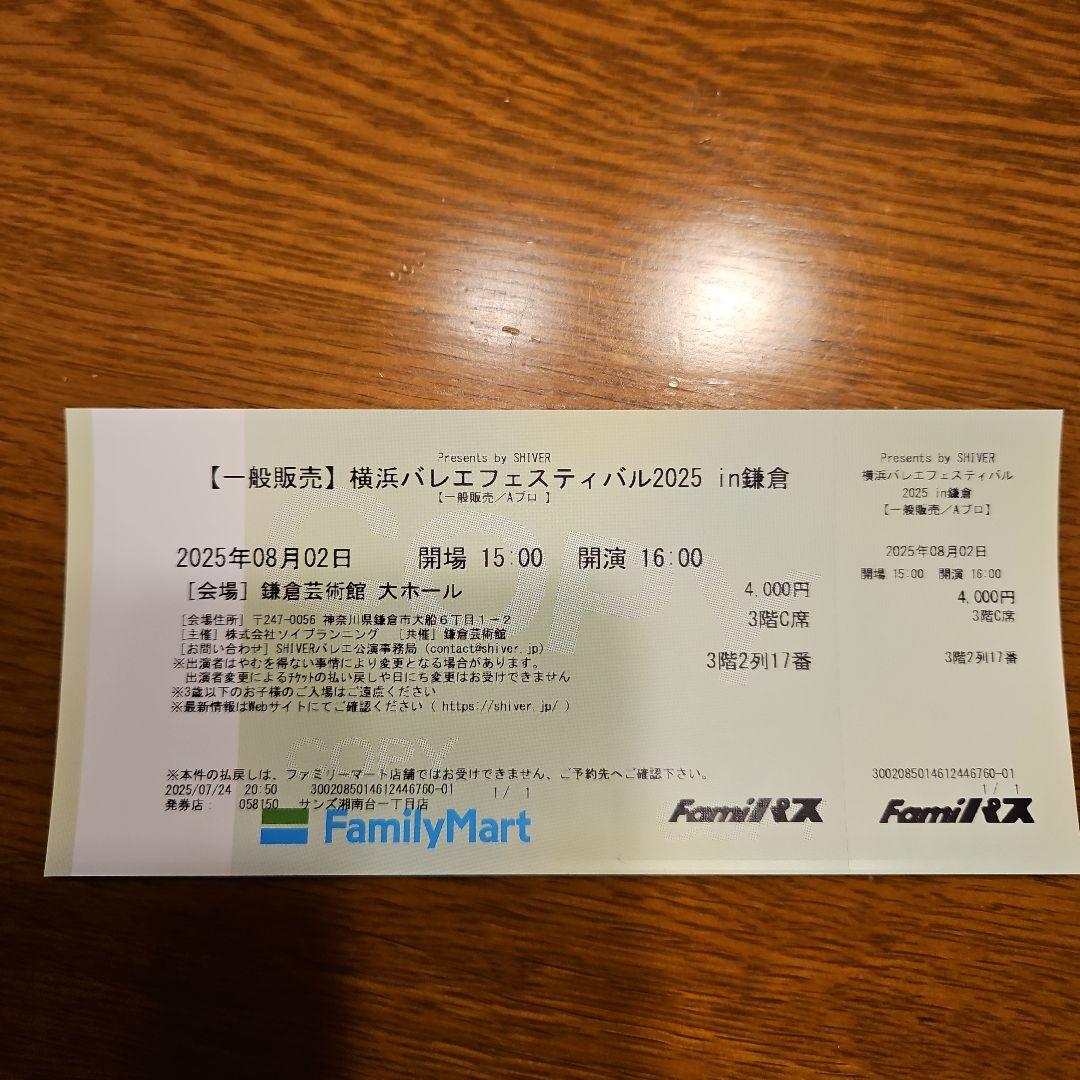 Presents by SHIVER
【一般販売】横浜バレエフェスティバル2025 in鎌倉
【一般販売／Aプロ 】
2025年08月02日 開場 15:00 開演 16:00
[会場] 鎌倉芸術館 大ホール 4,000円
[会場住所] 〒247-0056 神奈川県鎌倉市大船６丁目１－２
3階C席
[主催] 株式会社ソイプランニング [共催] 鎌倉芸術館
[お問い合わせ] SHIVERバレエ公演事務局 (contact@shiver.jp)
※出演者はやむを得ない事情により変更となる場合があります。
3階2列17番
出演者変更によるﾁｹｯﾄの払い戻しや日にち変更はお受けできません
※3歳以下のお子様のご入場はご遠慮ください
※最新情報はWebサイトにてご確認ください ( https://shiver.jp/ )
COPY
COPY
※本件の払戻しは、ファミリーマート店舗ではお受けできません、ご予約先へご確認下さい。
2025/07/24 20:50 3002085014612446760-01 1/ 1
発券店： 058150 サンズ湘南台一丁目店
FamilyMart
Famiパス
Presents by SHIVER
横浜バレエフェスティバル
2025 in鎌倉
【一般販売／Aプロ】
2025年08月02日
開場 15:00 開演 16:00
4,000円
3階C席
3階2列17番
3002085014612446760-01
1/ 1
Famiパス